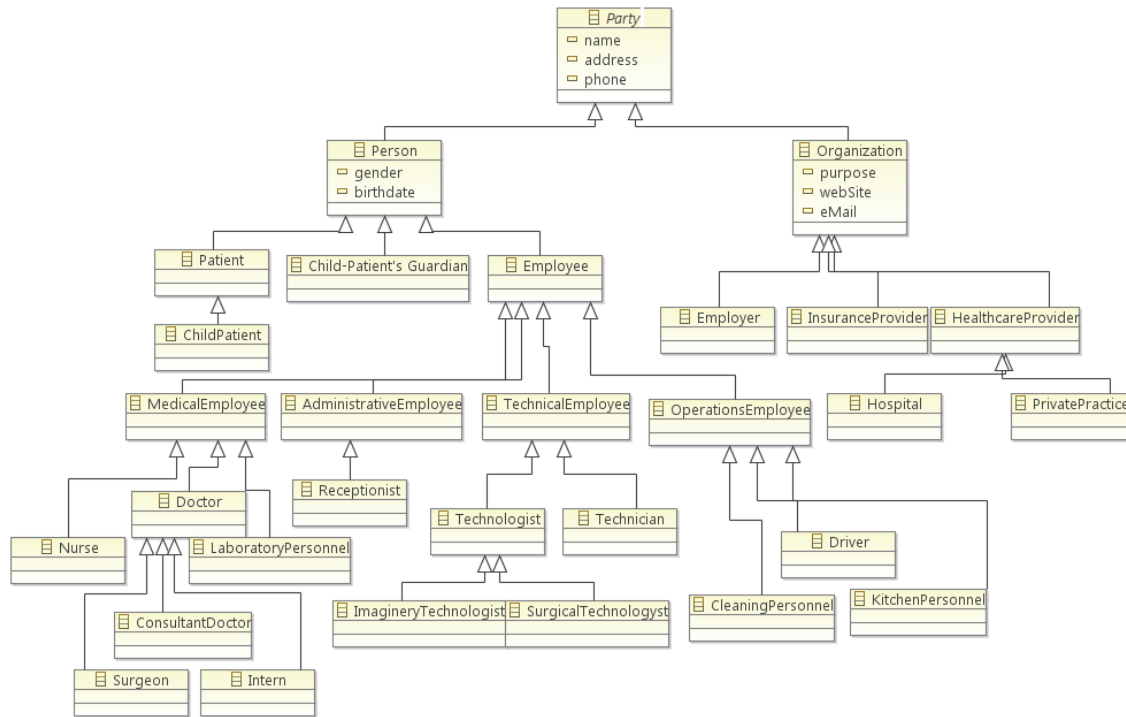 Party
name
address
phone
Person
gender
birthdate
Organization
purpose
webSite
eMail
Patient
Child-Patient's Guardian
Employee
ChildPatient
Employer
InsuranceProvider
HealthcareProvider
MedicalEmployee
AdministrativeEmployee
TechnicalEmployee
OperationsEmployee
Hospital
PrivatePractice
Doctor
Receptionist
Technologist
Technician
Nurse
LaboratoryPersonnel
Driver
ImagineryTechnologist
SurgicalTechnologyst
CleaningPersonnel
KitchenPersonnel
ConsultantDoctor
Surgeon
Intern